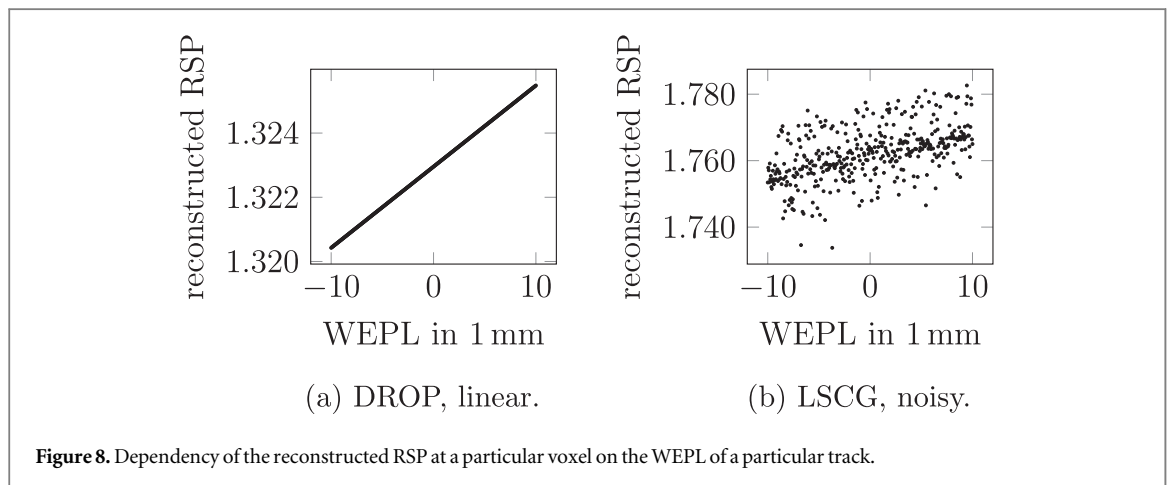 reconstructed RSP
1.324
1.322
1.320
−10 0 10
WEPL in 1 mm
(a) DROP, linear.
reconstructed RSP
1.780
1.760
1.740
−10 0 10
WEPL in 1 mm
(b) LSCG, noisy.
Figure 8. Dependency of the reconstructed RSP at a particular voxel on the WEPL of a particular track.